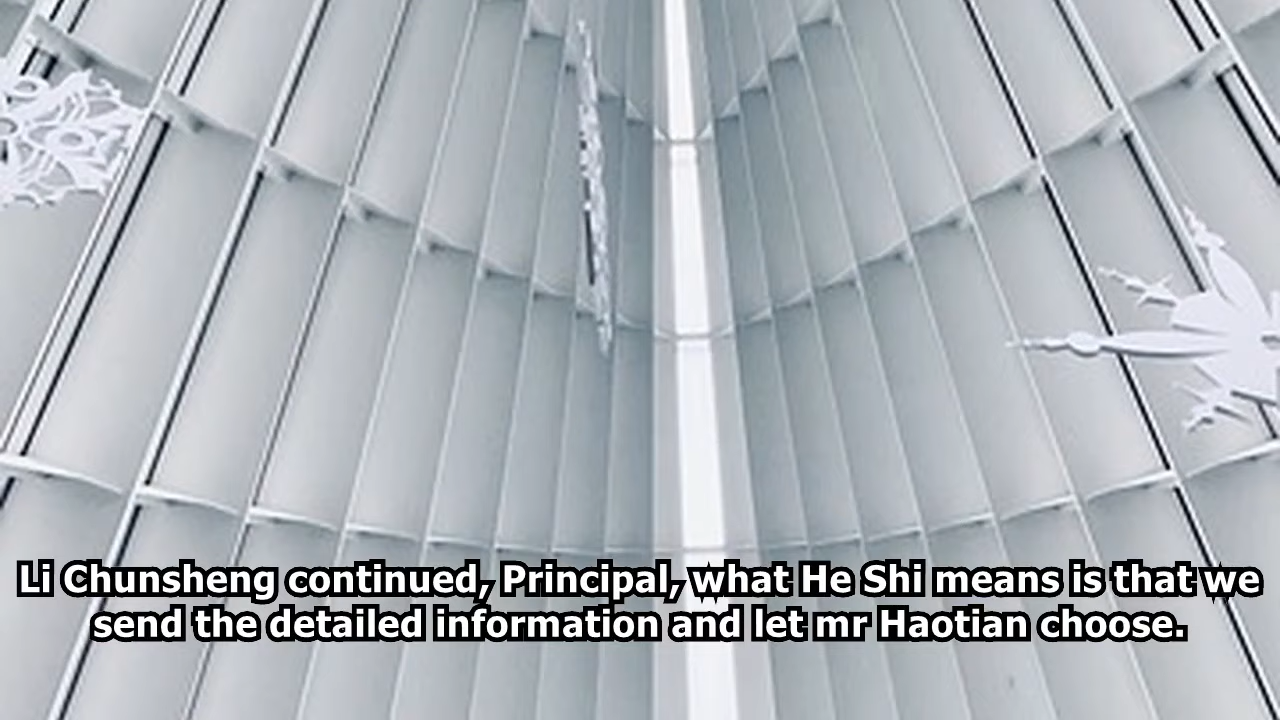 Li Chunsheng continued, Principal, what He Shi means is that we
send the detailed information and let mr Haotian choose.